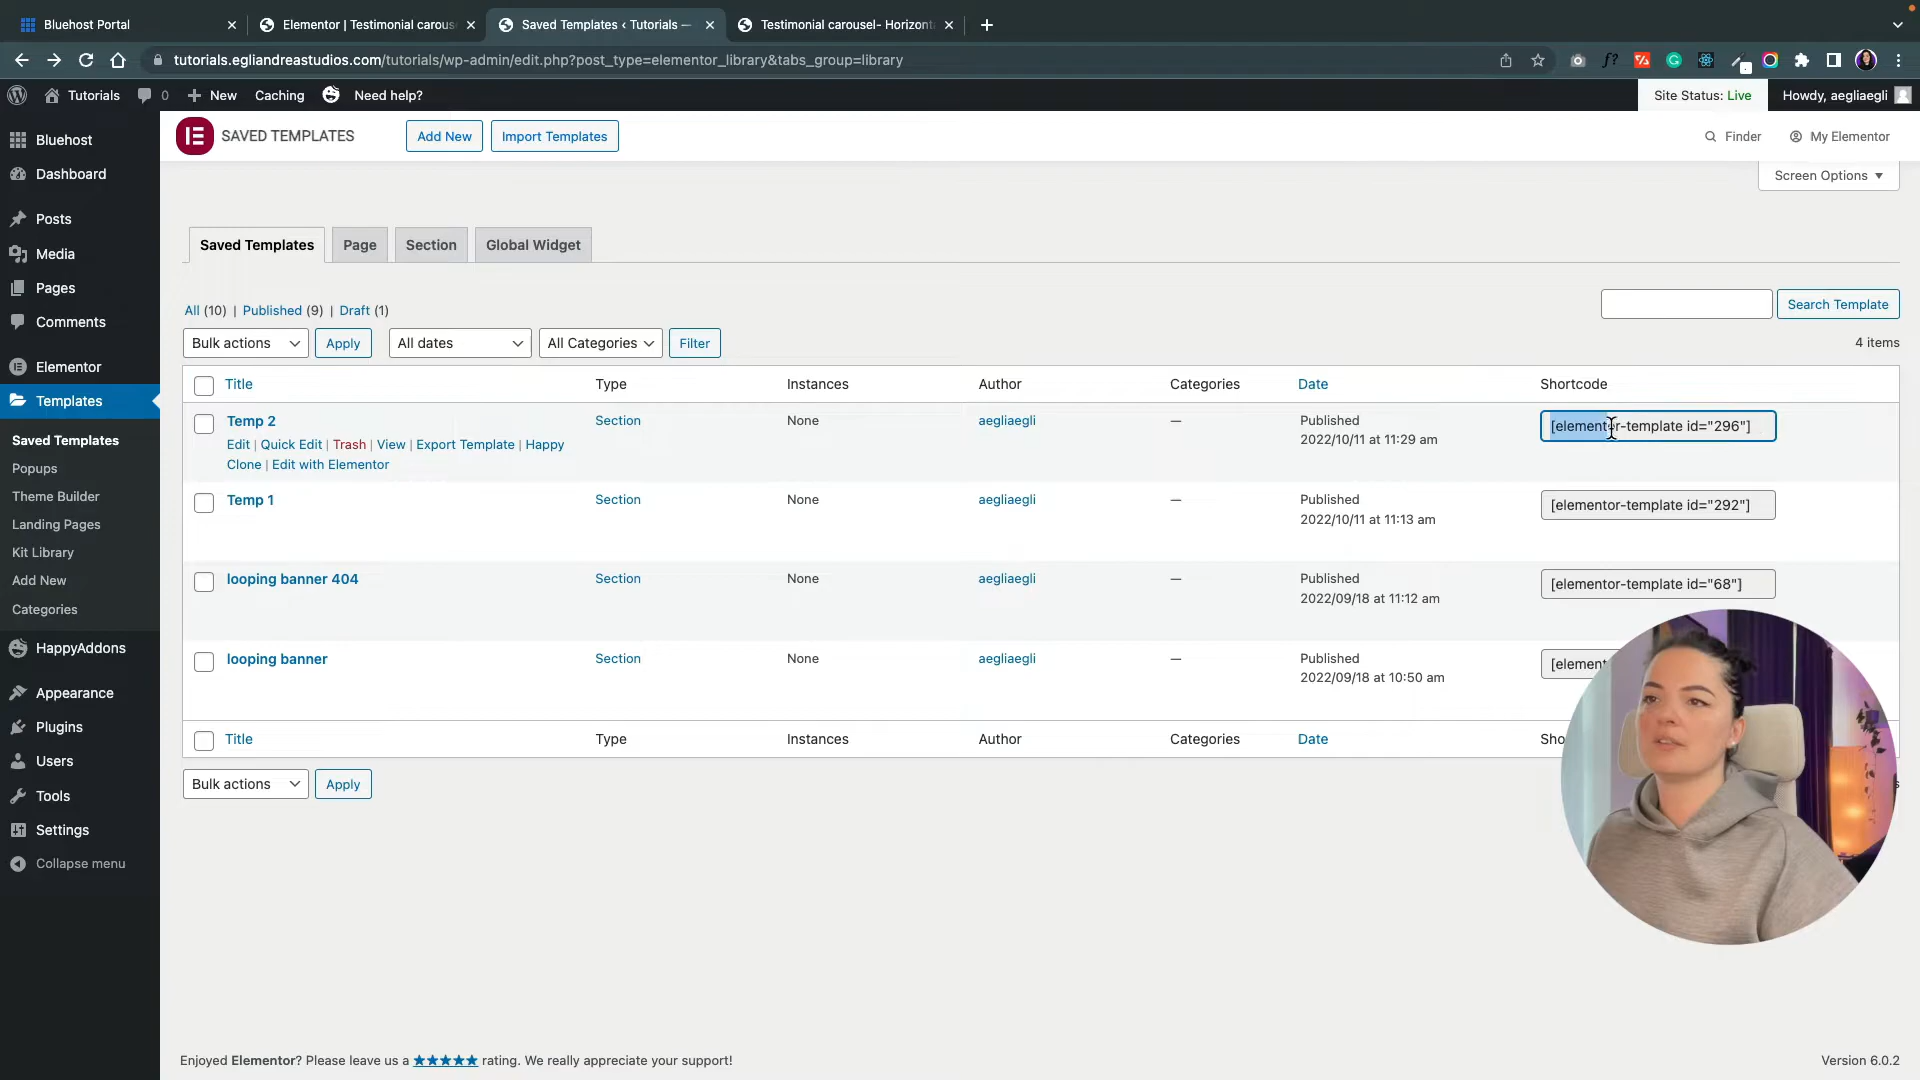 Bluehost Portal
Elementor | Testimonial carous
Saved Templates ‹ Tutorials —
Testimonial carousel- Horizont
tutorials.egliandreastudios.com/tutorials/wp-admin/edit.php?post_type=elementor_library&tabs_group=library
Tutorials
0
New
Caching
Need help?
Site Status: Live
Howdy, aegliaegli
Bluehost
Dashboard
Posts
Media
Pages
Comments
Elementor
Templates
Saved Templates
Popups
Theme Builder
Landing Pages
Kit Library
Add New
Categories
HappyAddons
Appearance
Plugins
Users
Tools
Settings
Collapse menu
SAVED TEMPLATES
Add New
Import Templates
Finder
My Elementor
Screen Options
Saved Templates
Page
Section
Global Widget
All (10) | Published (9) | Draft (1)
Search Template
Bulk actions
Apply
All dates
All Categories
Filter
4 items
Title Type Instances Author Categories Date Shortcode
Temp 2 Section None aegliaegli — Published [elementor-template id="296"]
2022/10/11 at 11:29 am
Edit | Quick Edit | Trash | View | Export Template | Happy
Clone | Edit with Elementor
Temp 1 Section None aegliaegli — Published [elementor-template id="292"]
2022/10/11 at 11:13 am
looping banner 404 Section None aegliaegli — Published [elementor-template id="68"]
2022/09/18 at 11:12 am
looping banner Section None aegliaegli — Published [element
2022/09/18 at 10:50 am
Title Type Instances Author Categories Date Sho
Bulk actions
Apply
Enjoyed Elementor? Please leave us a ★★★★★ rating. We really appreciate your support!
Version 6.0.2